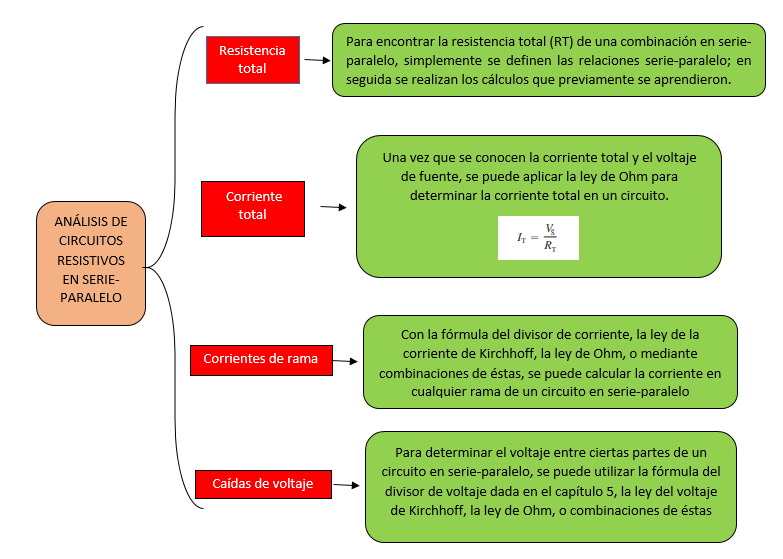 ANÁLISIS DE
CIRCUITOS
RESISTIVOS
EN SERIE-
PARALELO
Resistencia
total
Para encontrar la resistencia total (RT) de una combinación en serie-
paralelo, simplemente se definen las relaciones serie-paralelo; en
seguida se realizan los cálculos que previamente se aprendieron.
Corriente
total
Una vez que se conocen la corriente total y el voltaje
de fuente, se puede aplicar la ley de Ohm para
determinar la corriente total en un circuito.
I_T = V_S / R_T
Corrientes de rama
Con la fórmula del divisor de corriente, la ley de la
corriente de Kirchhoff, la ley de Ohm, o mediante
combinaciones de éstas, se puede calcular la corriente en
cualquier rama de un circuito en serie-paralelo
Caídas de voltaje
Para determinar el voltaje entre ciertas partes de un
circuito en serie-paralelo, se puede utilizar la fórmula del
divisor de voltaje dada en el capítulo 5, la ley del voltaje
de Kirchhoff, la ley de Ohm, o combinaciones de éstas